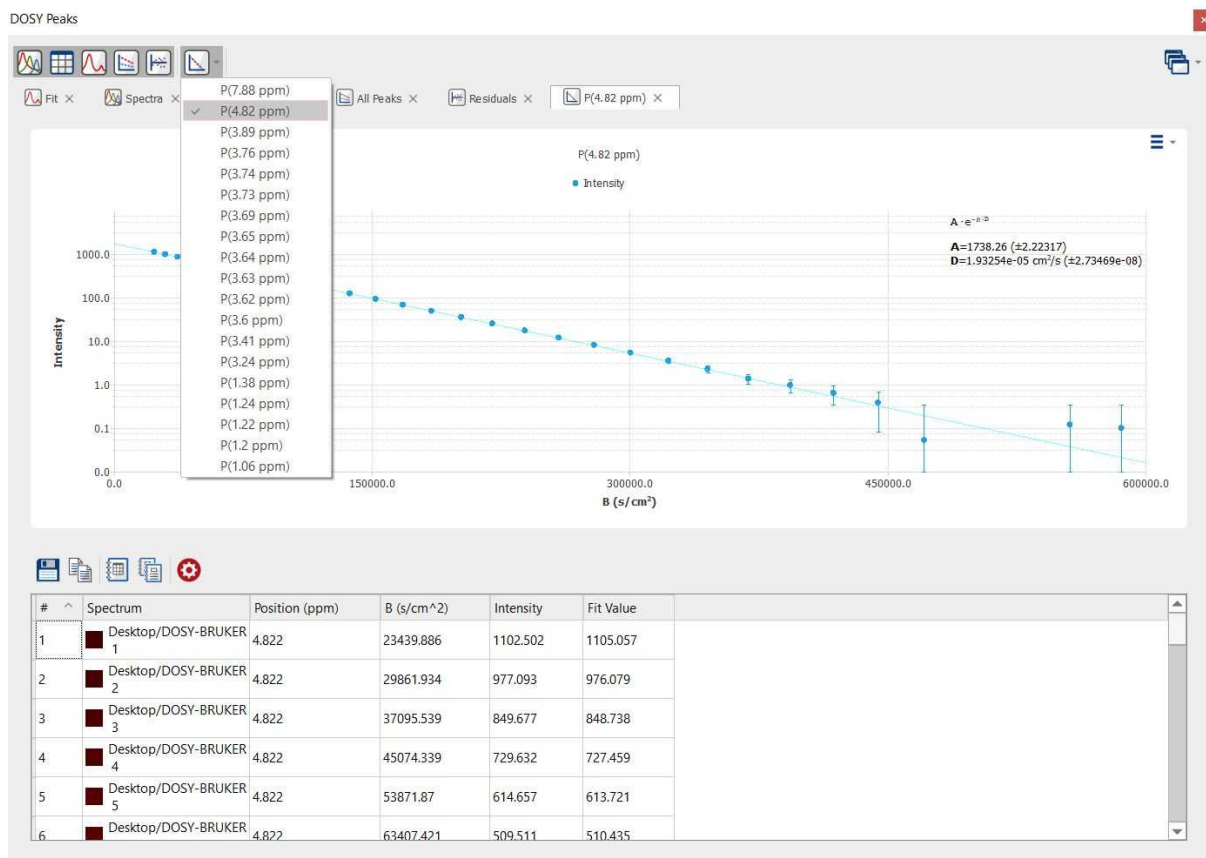 DOSY Peaks
Fit
Spectra
All Peaks
Residuals
P(4.82 ppm)
P(7.88 ppm)
P(4.82 ppm)
P(3.89 ppm)
P(3.76 ppm)
P(3.74 ppm)
P(3.73 ppm)
P(3.69 ppm)
P(3.65 ppm)
P(3.64 ppm)
P(3.63 ppm)
P(3.62 ppm)
P(3.6 ppm)
P(3.41 ppm)
P(3.24 ppm)
P(1.38 ppm)
P(1.24 ppm)
P(1.22 ppm)
P(1.2 ppm)
P(1.06 ppm)
P(4.82 ppm)
Intensity
A=1738.26 (±2.22317)
D=1.93254e-05 cm²/s (±2.73469e-08)
Intensity
1000.0
100.0
10.0
1.0
0.1
0.0
0.0 150000.0 300000.0 450000.0 600000.0
B (s/cm²)
# Spectrum Position (ppm) B (s/cm^2) Intensity Fit Value
1 Desktop/DOSY-BRUKER 1 4.822 23439.886 1102.502 1105.057
2 Desktop/DOSY-BRUKER 2 4.822 29861.934 977.093 976.079
3 Desktop/DOSY-BRUKER 3 4.822 37095.539 849.677 848.738
4 Desktop/DOSY-BRUKER 4 4.822 45074.339 729.632 727.459
5 Desktop/DOSY-BRUKER 5 4.822 53871.87 614.657 613.721
6 Desktop/DOSY-BRUKER 4.822 63407.421 509.511 510.435